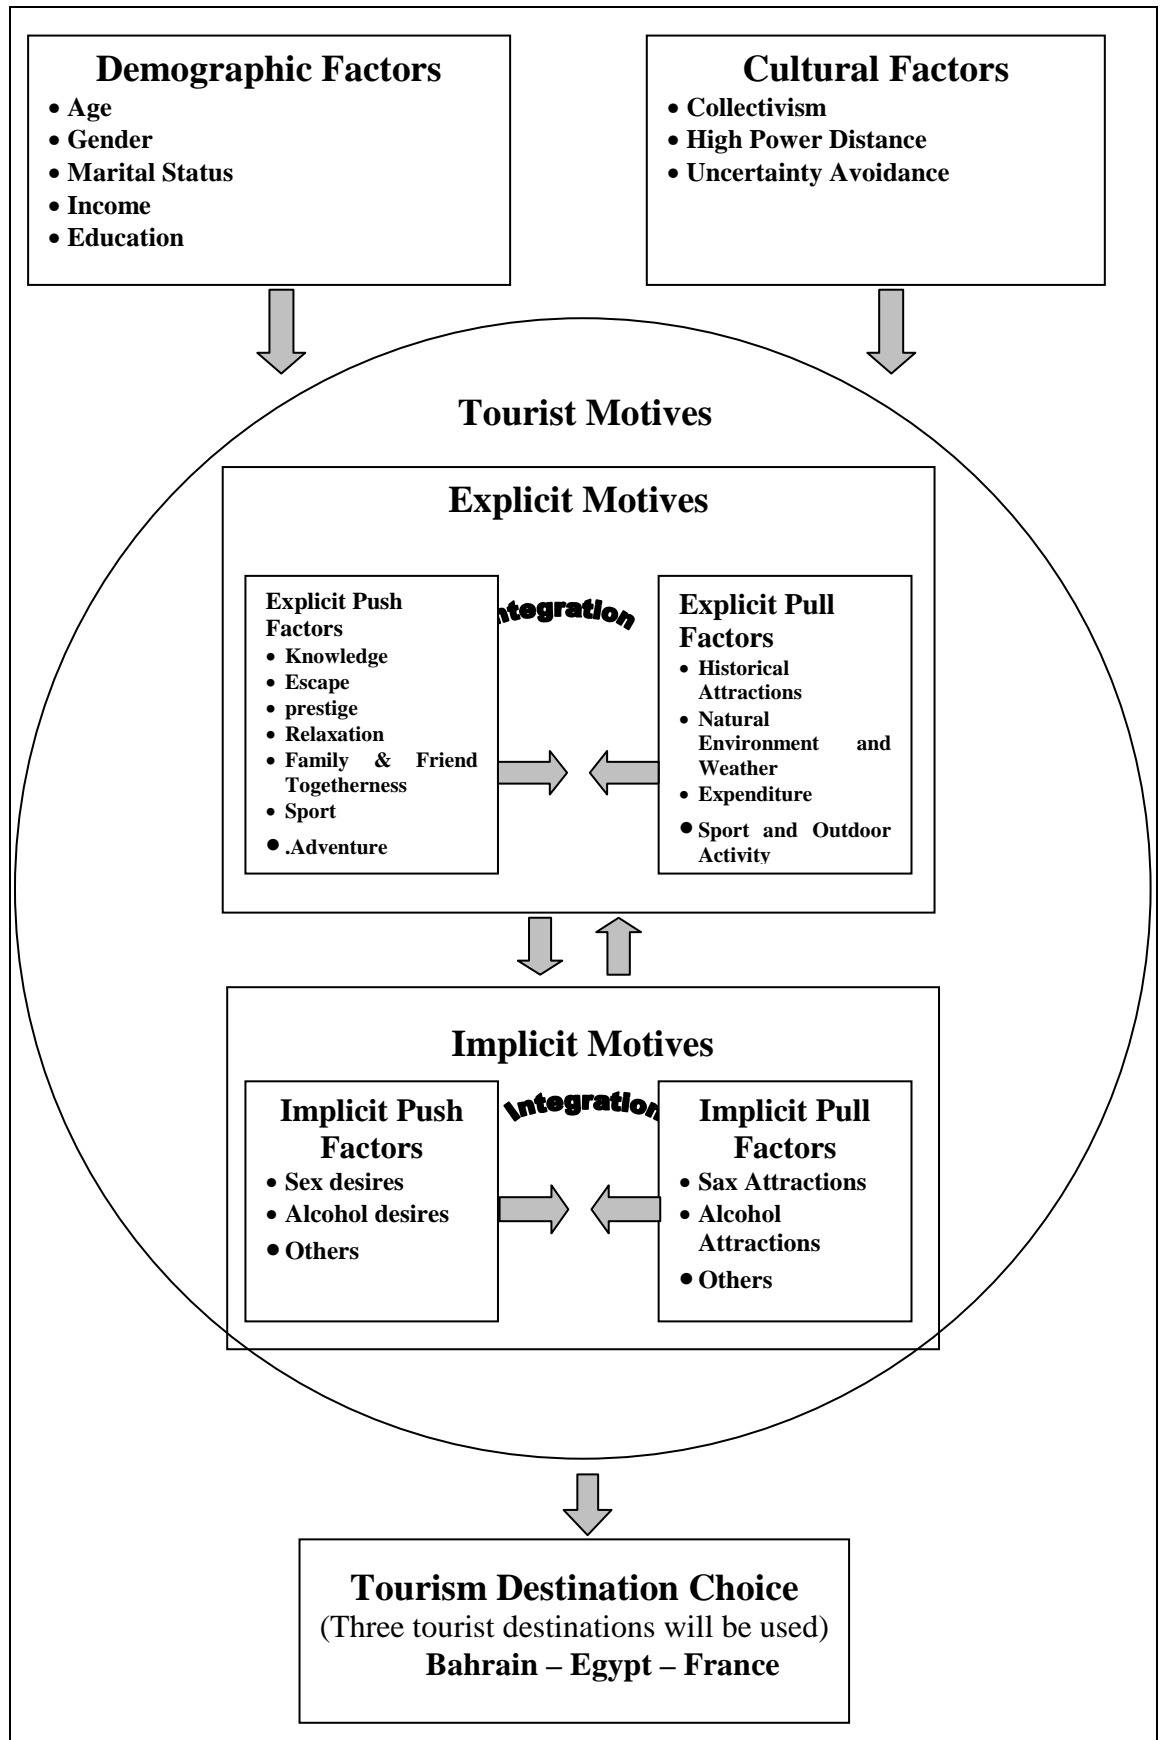 Demographic Factors
• Age
• Gender
• Marital Status
• Income
• Education
Cultural Factors
• Collectivism
• High Power Distance
• Uncertainty Avoidance
Tourist Motives
Explicit Motives
Explicit Push
Factors
• Knowledge
• Escape
• prestige
• Relaxation
• Family & Friend
Togetherness
• Sport
• .Adventure
ntegration
Explicit Pull
Factors
• Historical
Attractions
• Natural
Environment and
Weather
• Expenditure
• Sport and Outdoor
Activity
Implicit Motives
Implicit Push
Factors
• Sex desires
• Alcohol desires
• Others
Integration
Implicit Pull
Factors
• Sax Attractions
• Alcohol
Attractions
• Others
Tourism Destination Choice
(Three tourist destinations will be used)
Bahrain – Egypt – France